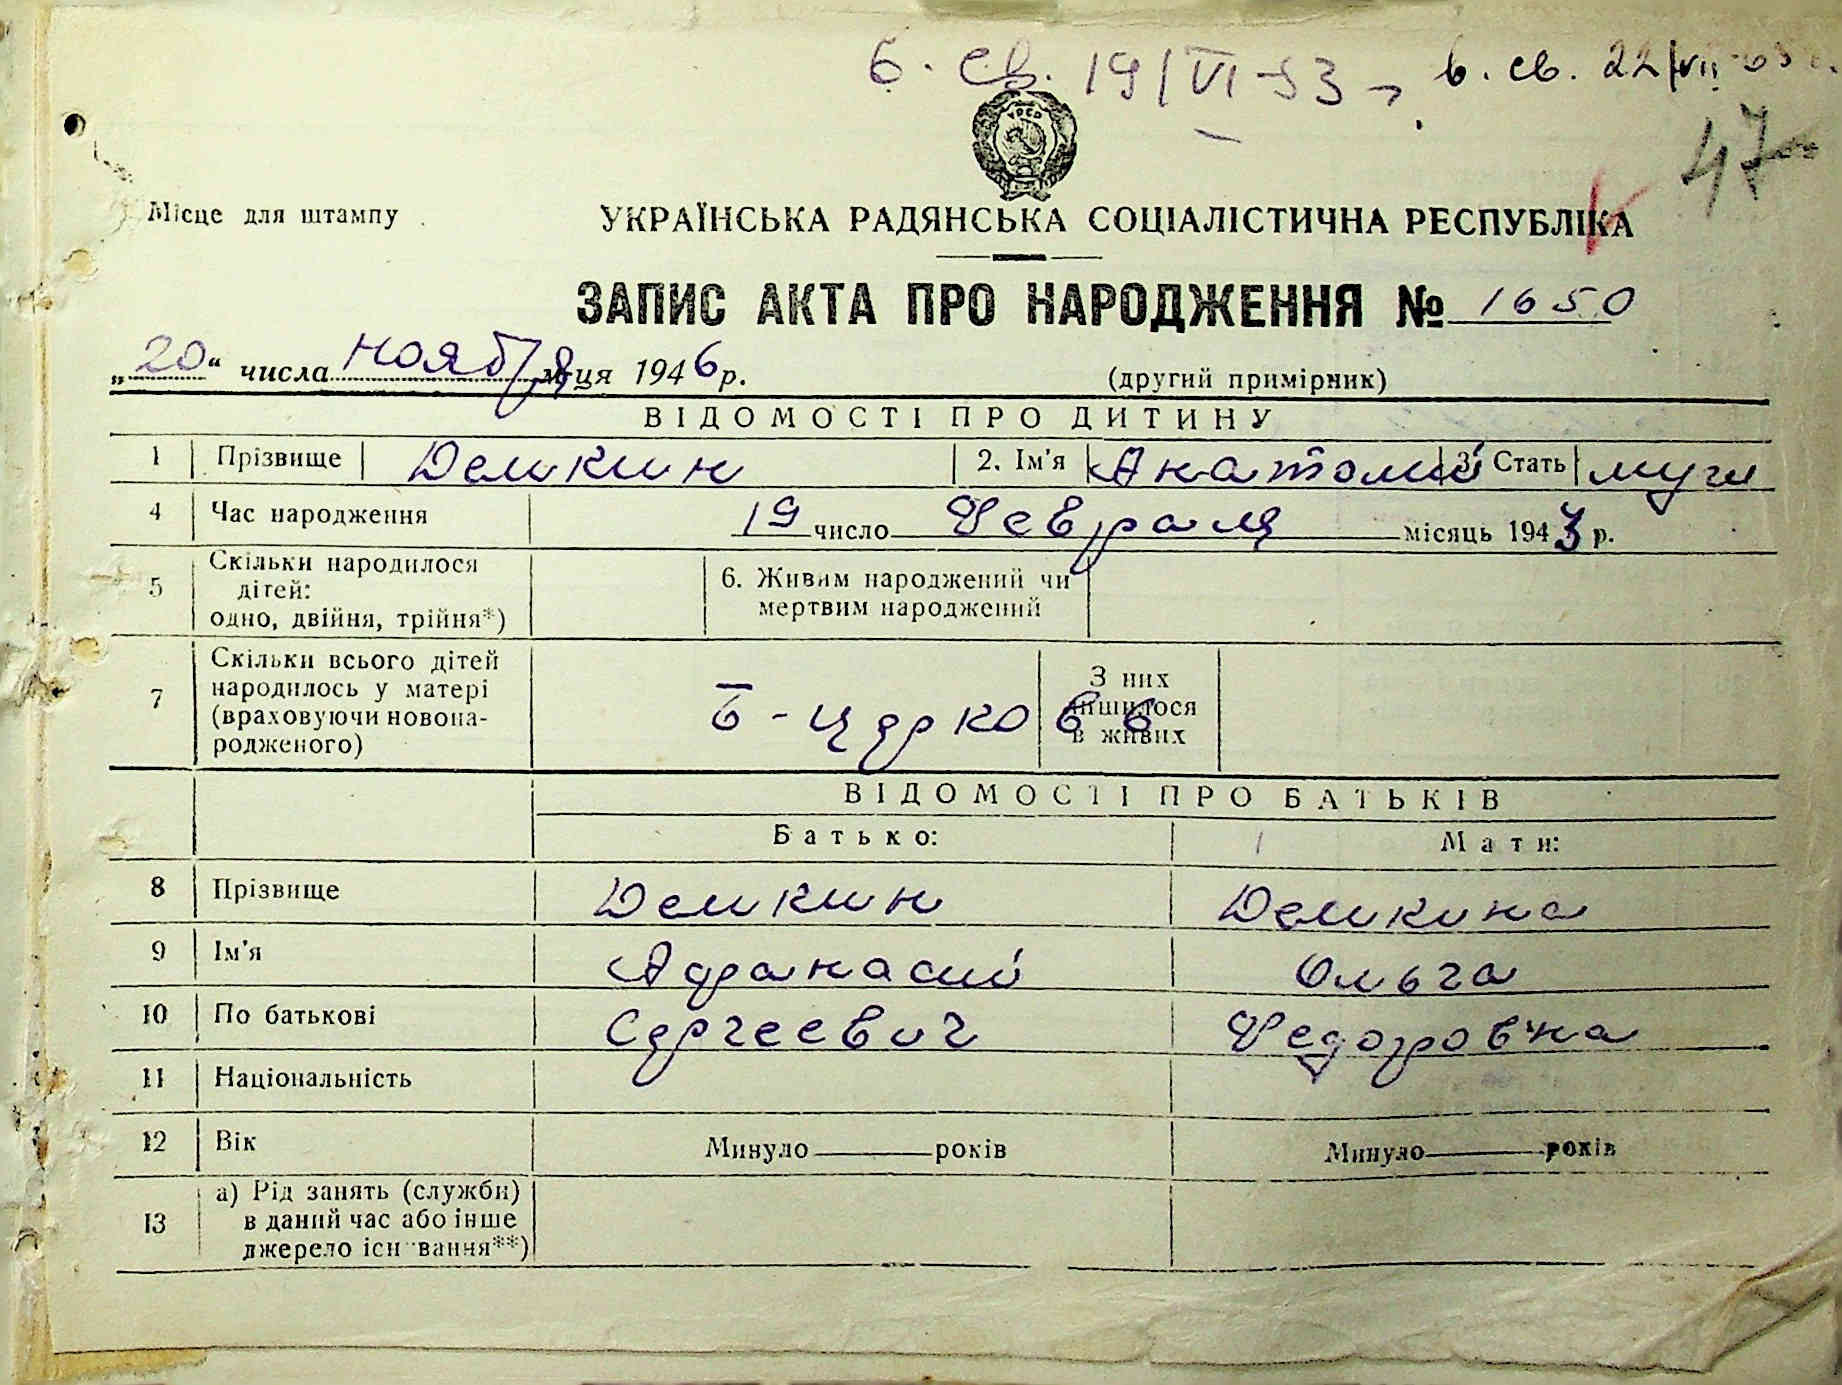 в. св. 19/VI-53, в. св. 22/VII-
47
УРСР
Місце для штампу
УКРАЇНСЬКА РАДЯНСЬКА СОЦІАЛІСТИЧНА РЕСПУБЛІКА
ЗАПИС АКТА ПРО НАРОДЖЕННЯ № 1650
„20“ числа ноября м-ця 1946 р. (другий примірник)
ВІДОМОСТІ ПРО ДИТИНУ
1 Прізвище Демкин 2. Ім'я Анатолий 3. Стать муж
4 Час народження 19 число Февраля місяць 1943 р.
5 Скільки народилося дітей: одно, двійня, трійня*) 6. Живим народжений чи мертвим народжений
7 Скільки всього дітей народилось у матері (враховуючи новонародженого) Б-Церковь З них лишилося в живих
ВІДОМОСТІ ПРО БАТЬКІВ
Батько: Мати:
8 Прізвище Демкин Демкина
9 Ім'я Афанасий Ольга
10 По батькові Сергеевич Федоровна
11 Національність
12 Вік Минуло років Минуло років
13 а) Рід занять (служби) в даний час або інше джерело існування**)